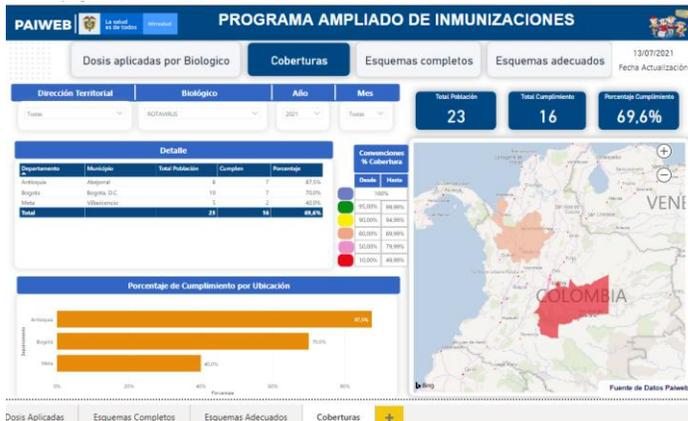 PAIWEB
La salud
es de todos
Minsalud
PROGRAMA AMPLIADO DE INMUNIZACIONES
Dosis aplicadas por Biologico
Coberturas
Esquemas completos
Esquemas adecuados
13/07/2021
Fecha Actualización
Dirección Territorial
Biológico
Año
Mes
Todas
ROTAVIRUS
2021
Todas
Total Población
23
Total Cumplimiento
16
Porcentaje Cumplimiento
69,6%
Detalle
Departamento Municipio Total Población Cumplen Porcentaje
Antioquia Abejorral 8 7 87,5%
Bogota Bogota, D.C. 10 7 70,0%
Meta Villavicencio 5 2 40,0%
Total 23 16 69,6%
Convenciones
% Cobertura
Desde Hasta
100%
95,00% 99,99%
90,00% 94,99%
80,00% 89,99%
50,00% 79,99%
10,00% 49,99%
Porcentaje de Cumplimiento por Ubicación
Departamento
Antioquia 87,5%
Bogota 70,0%
Meta 40,0%
0% 20% 40% 60% 80%
Porcentaje
VENE
COLOMBIA
Bing
Fuente de Datos Paiweb
Dosis Aplicadas
Esquemas Completos
Esquemas Adecuados
Coberturas
+